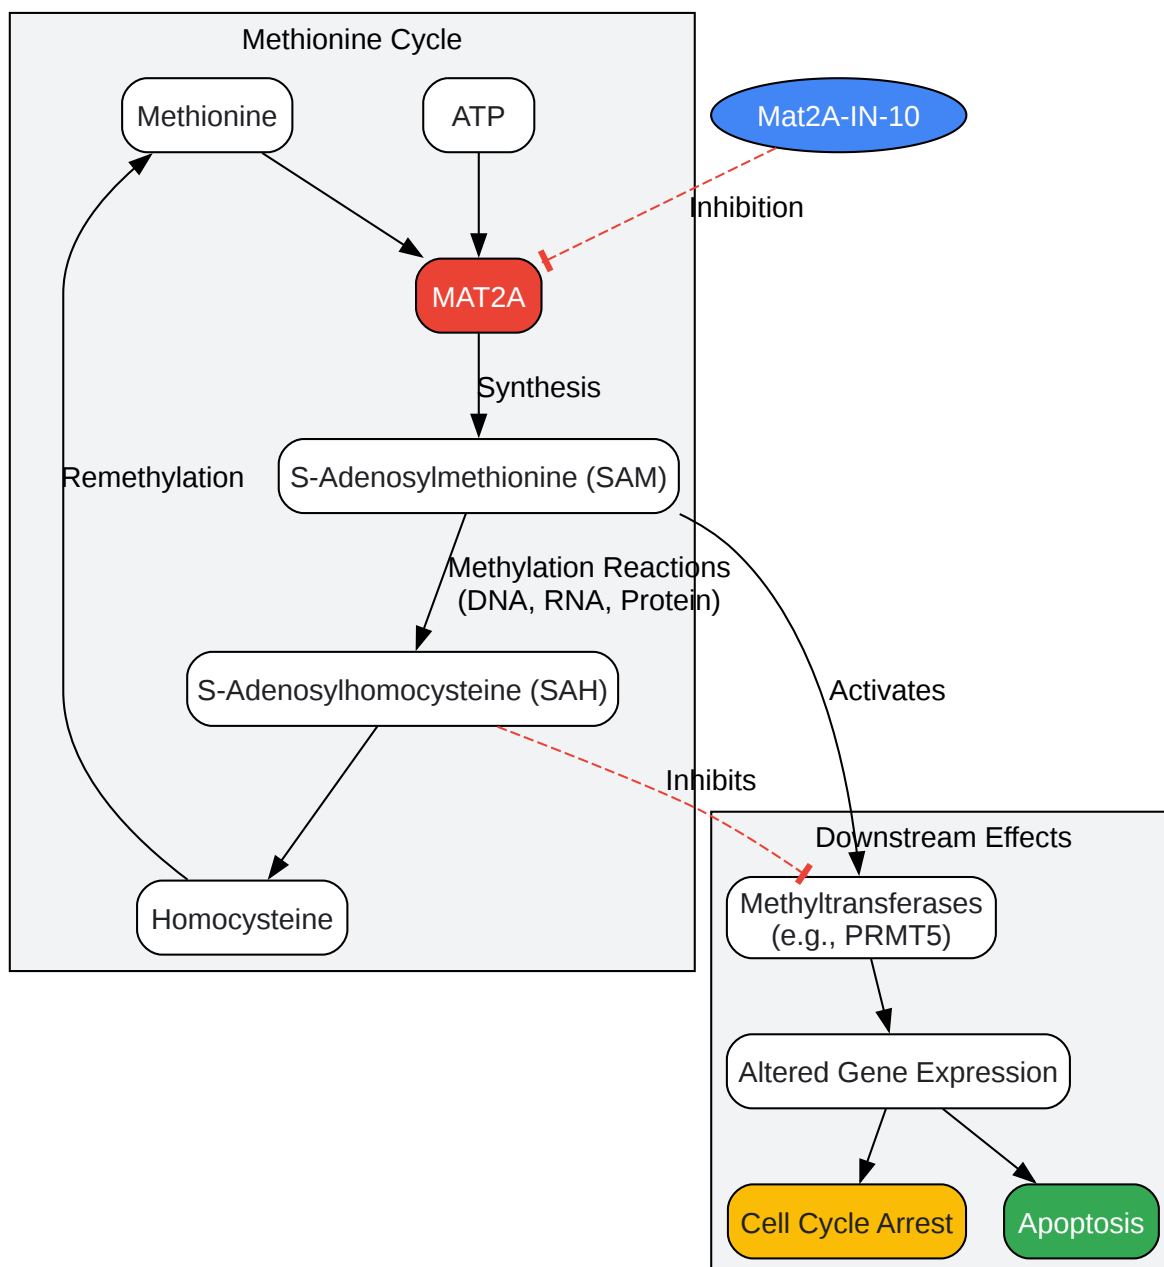 Methionine Cycle
Methionine
ATP
Mat2A-IN-10
Inhibition
MAT2A
Synthesis
Remethylation
S-Adenosylmethionine (SAM)
Methylation Reactions
(DNA, RNA, Protein)
S-Adenosylhomocysteine (SAH)
Activates
Inhibits
Downstream Effects
Methyltransferases
(e.g., PRMT5)
Homocysteine
Altered Gene Expression
Cell Cycle Arrest
Apoptosis